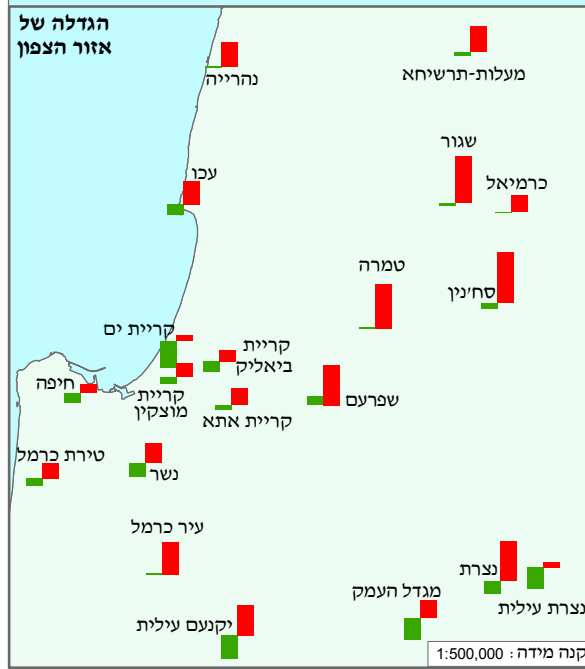 הגדלה של
אזור הצפון
נהרייה
מעלות-תרשיחא
שגור
כרמיאל
עכו
טמרה
סח'נין
קריית ים
קריית
ביאליק
חיפה
קריית
מוצקין
קריית אתא
שפרעם
טירת כרמל
נשר
עיר כרמל
נצרת
נצרת עילית
מגדל העמק
יקנעם עילית
קנה מידה : 1:500,000